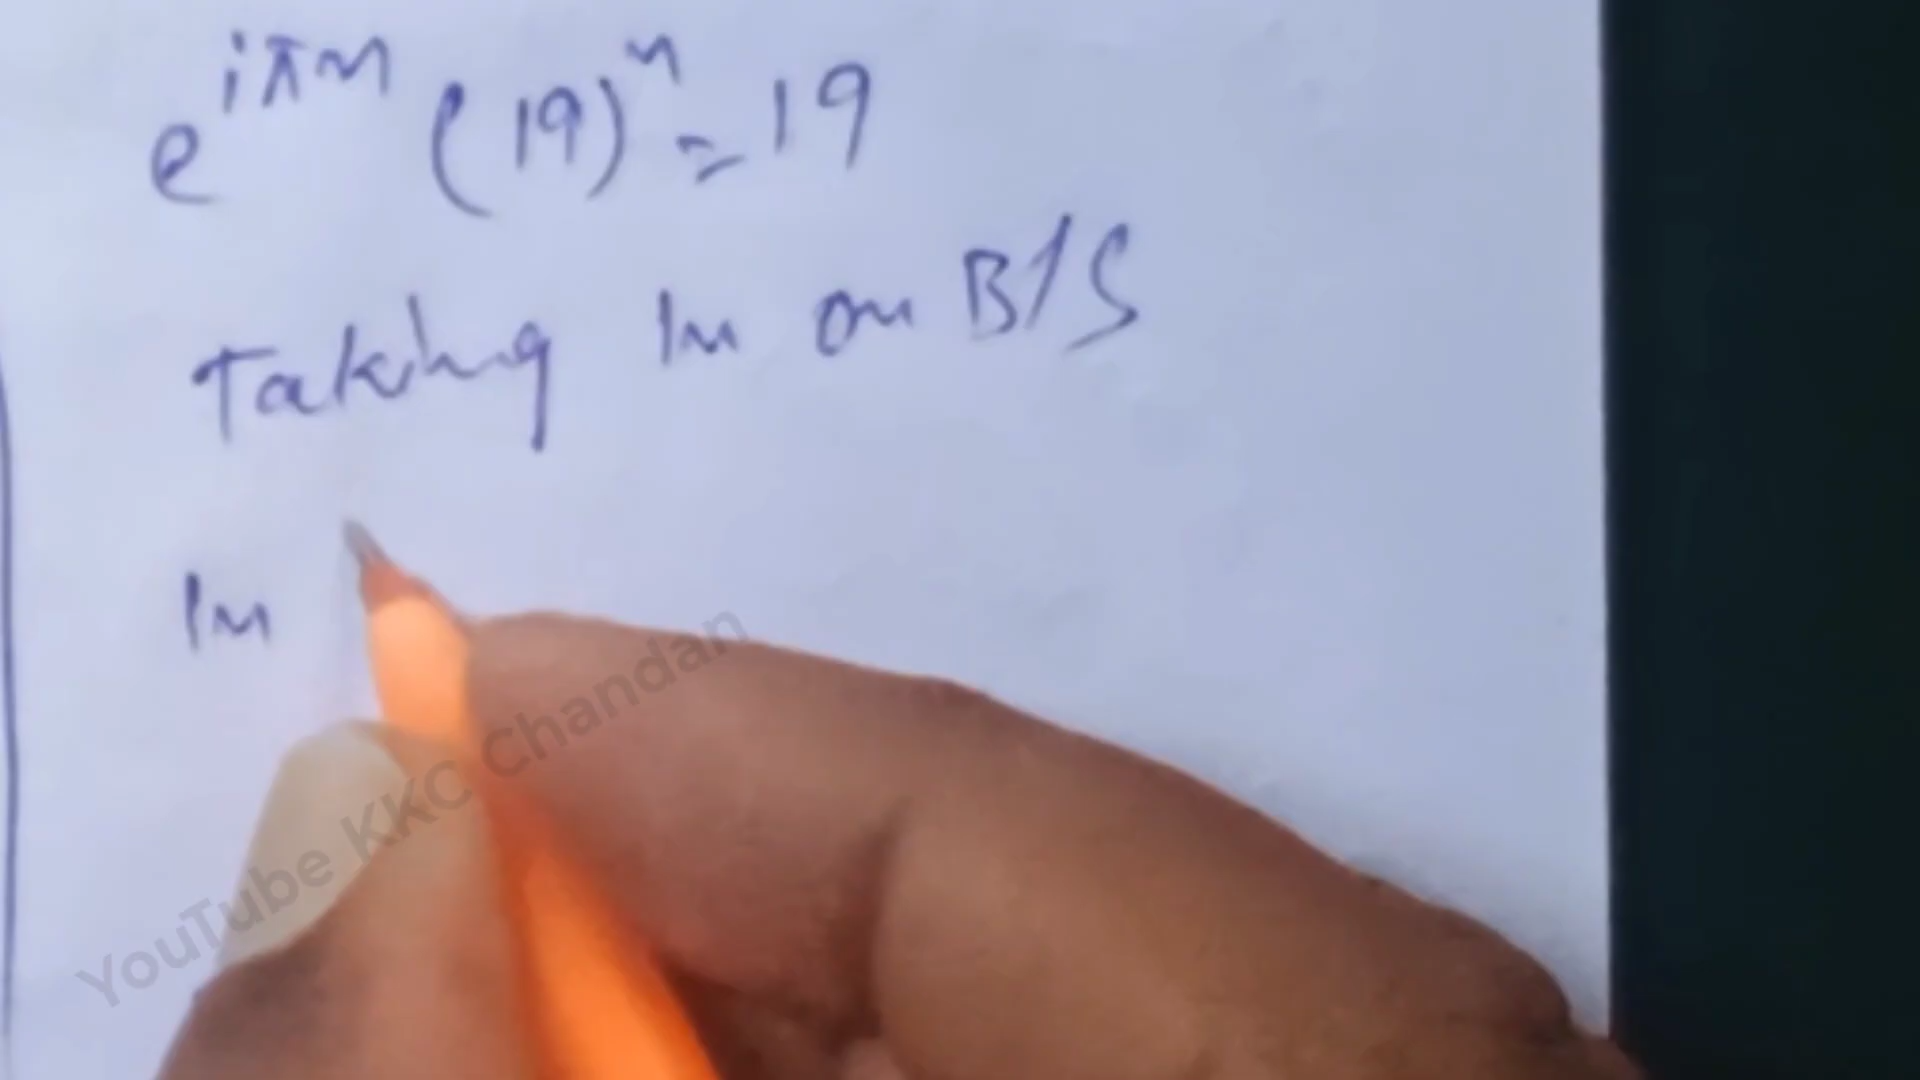 e^{iπn} (19)^n = 19
Taking ln on B/S
ln
YouTube KKC Chandan